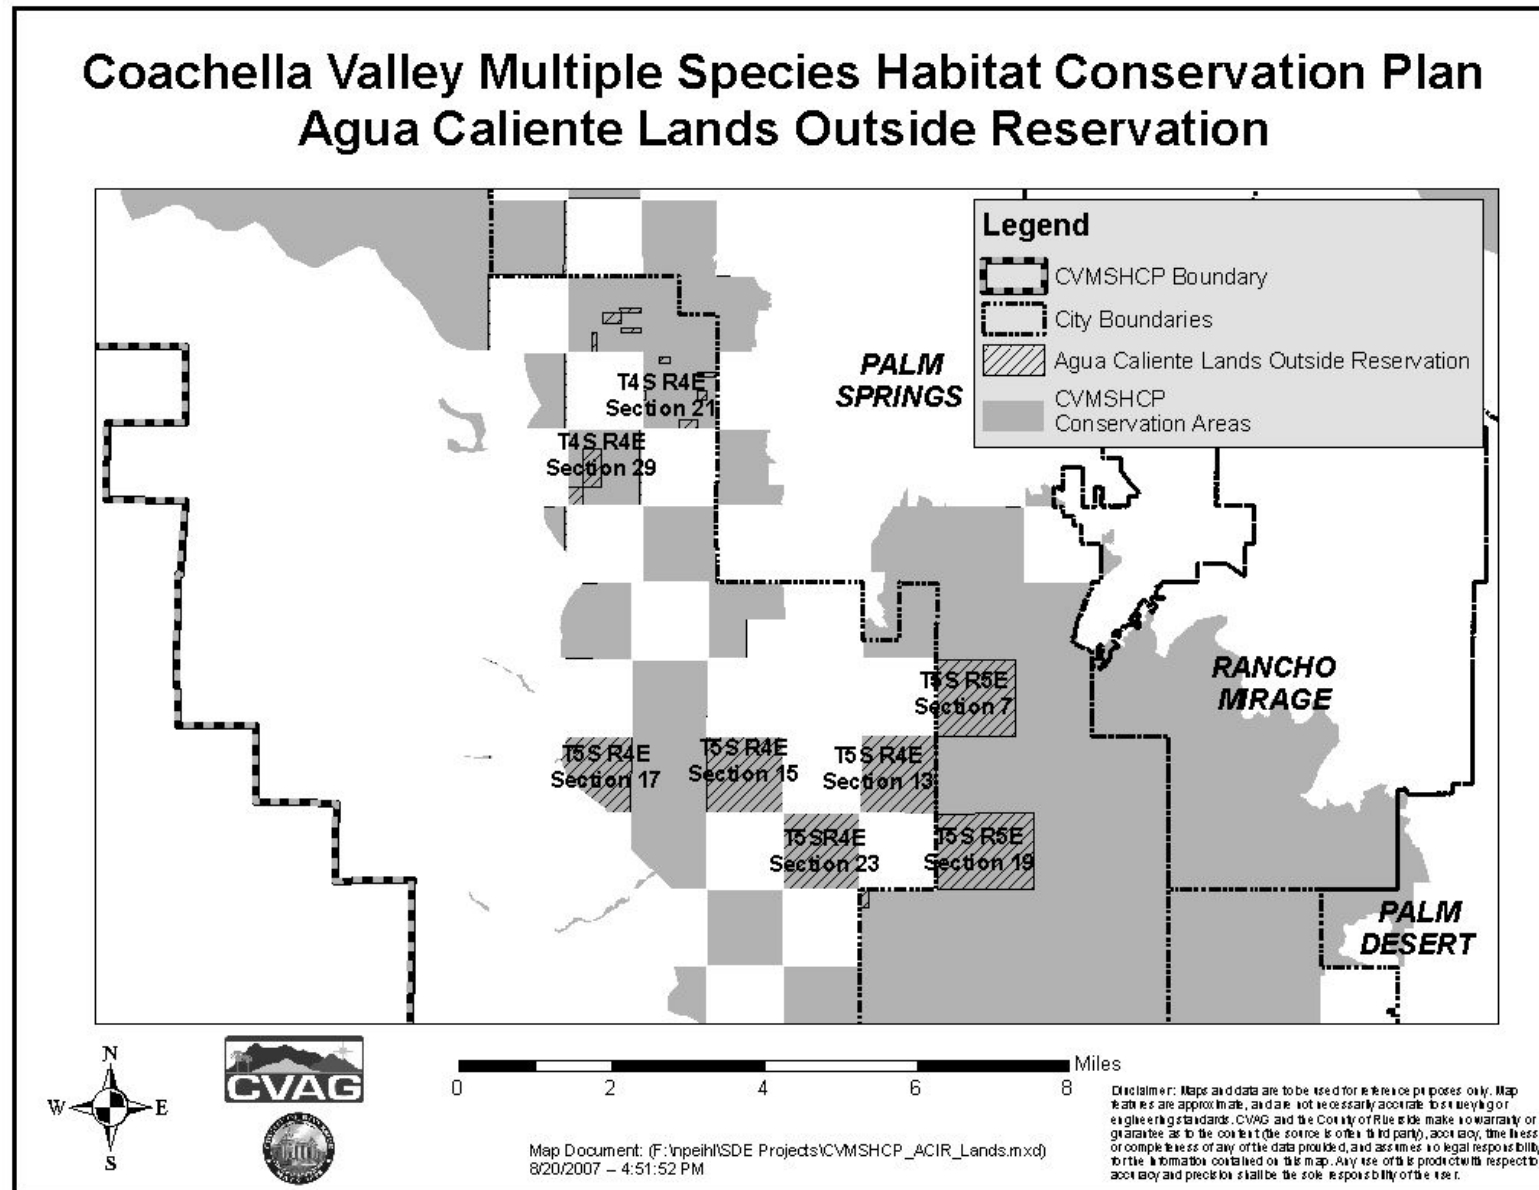 Coachella Valley Multiple Species Habitat Conservation Plan
Agua Caliente Lands Outside Reservation
Legend
CVMSHCP Boundary
City Boundaries
Agua Caliente Lands Outside Reservation
CVMSHCP
Conservation Areas
PALM
SPRINGS
T4S R4E
Section 21
T4S R4E
Section 29
RANCHO
MIRAGE
T5S R5E
Section 7
T5S R4E
Section 17
T5S R4E
Section 15
T5S R4E
Section 13
T5S R4E
Section 23
T5S R5E
Section 19
PALM
DESERT
N
W E
S
CVAG
0 2 4 6 8 Miles
Map Document: (F:\npeihl\SDE Projects\CVMSHCP_ACIR_Lands.mxd)
8/20/2007 -- 4:51:52 PM
Disclaimer: Maps and data are to be used for reference purposes only. Map
features are approximate, and are not necessarily accurate to surveying or
engineering standards. CVAG and the County of Riverside make no warranty or
guarantee as to the content (the source is often third party), accuracy, timeliness,
or completeness of any of the data provided, and assumes no legal responsibility
for the information contained on this map. Any use of this product with respect to
accuracy and precision shall be the sole responsibility of the user.